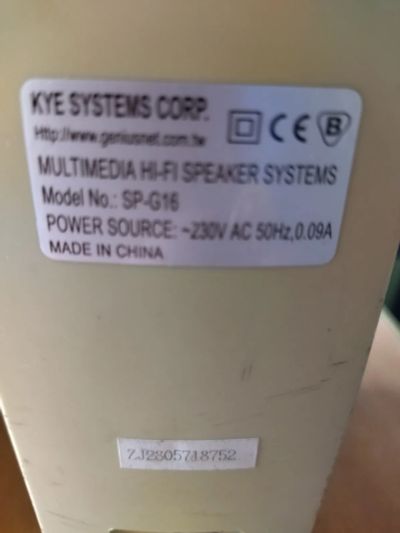 KYE SYSTEMS CORP.
Http://www.geniusnet.com.tw
CE B
MULTIMEDIA HI-FI SPEAKER SYSTEMS
Model No.: SP-G16
POWER SOURCE: ~230V AC 50Hz,0.09A
MADE IN CHINA
ZJ2805718752